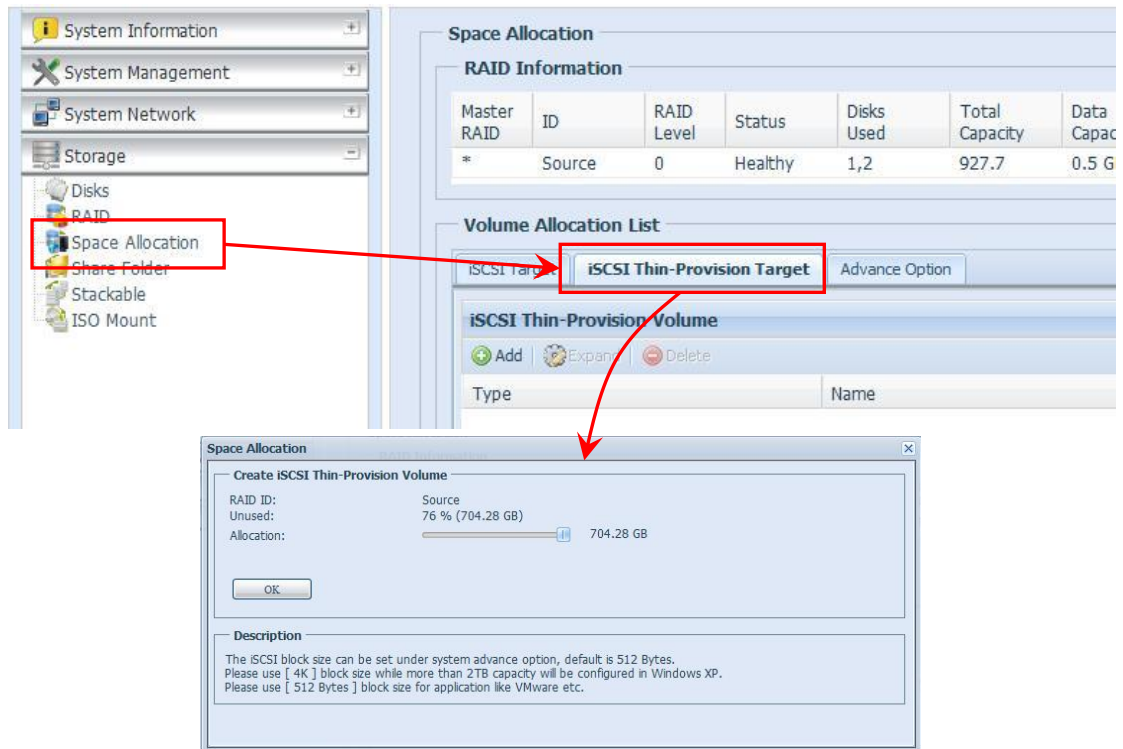 System Information
System Management
System Network
Storage
Disks
RAID
Space Allocation
Share Folder
Stackable
ISO Mount
Space Allocation
RAID Information
Master RAID ID RAID Level Status Disks Used Total Capacity Data Capac
* Source 0 Healthy 1,2 927.7 0.5 G
Volume Allocation List
iSCSI Target iSCSI Thin-Provision Target Advance Option
iSCSI Thin-Provision Volume
Add Expand Delete
Type Name
Space Allocation
RAID Information
Create iSCSI Thin-Provision Volume
RAID ID: Source
Unused: 76 % (704.28 GB)
Allocation: 704.28 GB
OK
Description
The iSCSI block size can be set under system advance option, default is 512 Bytes.
Please use [ 4K ] block size while more than 2TB capacity will be configured in Windows XP.
Please use [ 512 Bytes ] block size for application like VMware etc.